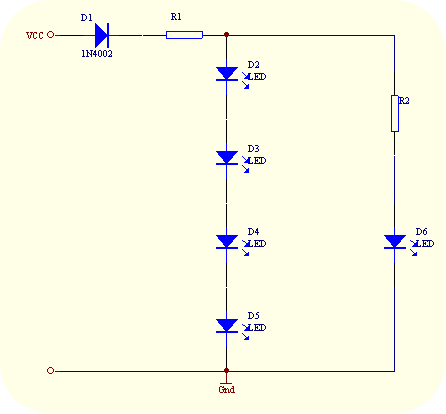 D1
R1
VCC
1N4002
D2
LED
R2
D3
LED
D4
LED
D6
LED
D5
LED
Gnd